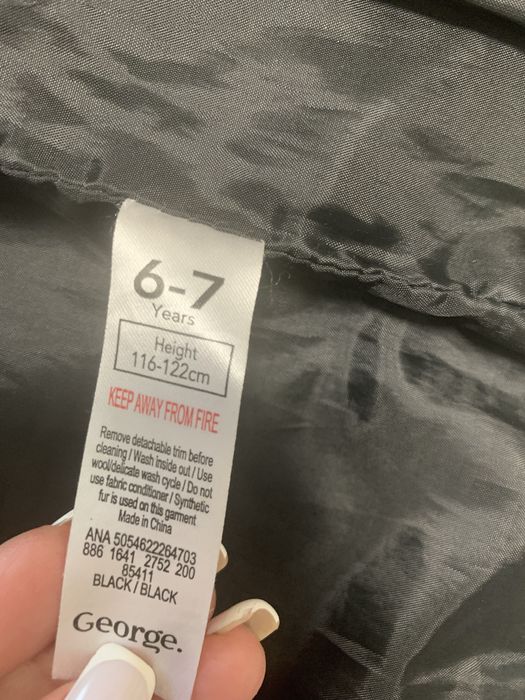 6-7
Years
Height
116-122cm
KEEP AWAY FROM FIRE
Remove detachable trim before
cleaning / Wash inside out / Use
wool/delicate wash cycle / Do not
use fabric conditioner / Synthetic
fur is used on this garment
Made in China
ANA 5054622264703
886 1641 2752 200
85411
BLACK / BLACK
George.